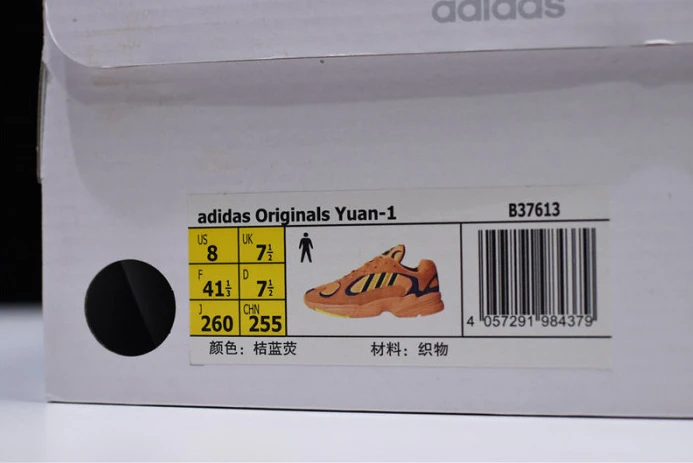 adidas
adidas Originals Yuan-1 B37613
US 8 UK 7½
F 41⅓ D 7½
J 260 CHN 255
4 057291 984379
颜色：桔蓝荧 材料：织物